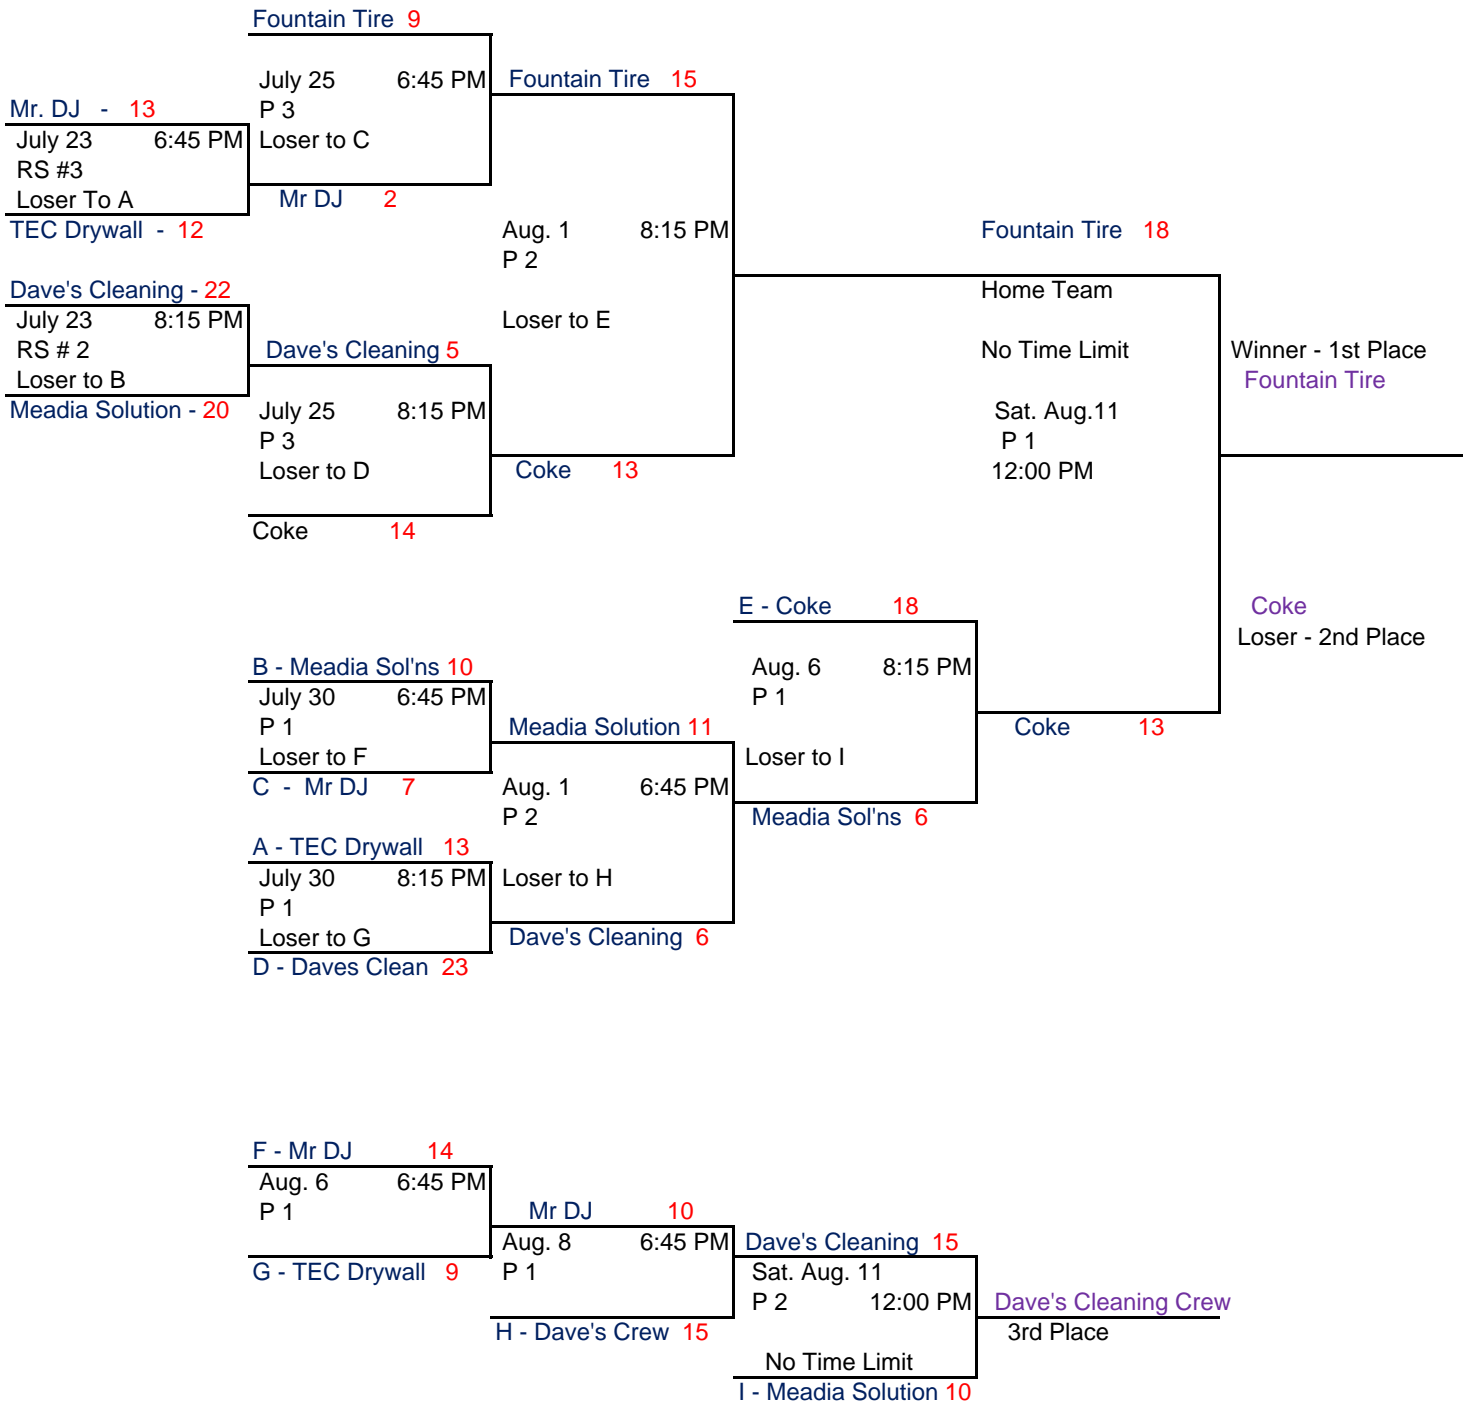 Fountain Tire 9
July 25 6:45 PM
P 3
Loser to C
Mr DJ 2
Mr. DJ - 13
July 23 6:45 PM
RS #3
Loser To A
TEC Drywall - 12
Dave's Cleaning - 22
July 23 8:15 PM
RS # 2
Loser to B
Meadia Solution - 20
Dave's Cleaning 5
July 25 8:15 PM
P 3
Loser to D
Coke 14
Fountain Tire 15
Aug. 1 8:15 PM
P 2
Loser to E
Coke 13
Fountain Tire 18
Home Team
No Time Limit
Sat. Aug.11
P 1
12:00 PM
Winner - 1st Place
Fountain Tire
Coke
Loser - 2nd Place
E - Coke 18
Aug. 6 8:15 PM
P 1
Loser to I
Meadia Sol'ns 6
Coke 13
B - Meadia Sol'ns 10
July 30 6:45 PM
P 1
Loser to F
C - Mr DJ 7
Meadia Solution 11
Aug. 1 6:45 PM
P 2
Loser to H
Dave's Cleaning 6
A - TEC Drywall 13
July 30 8:15 PM
P 1
Loser to G
D - Daves Clean 23
F - Mr DJ 14
Aug. 6 6:45 PM
P 1
G - TEC Drywall 9
Mr DJ 10
Aug. 8 6:45 PM
P 1
H - Dave's Crew 15
Dave's Cleaning 15
Sat. Aug. 11
P 2 12:00 PM
No Time Limit
I - Meadia Solution 10
Dave's Cleaning Crew
3rd Place